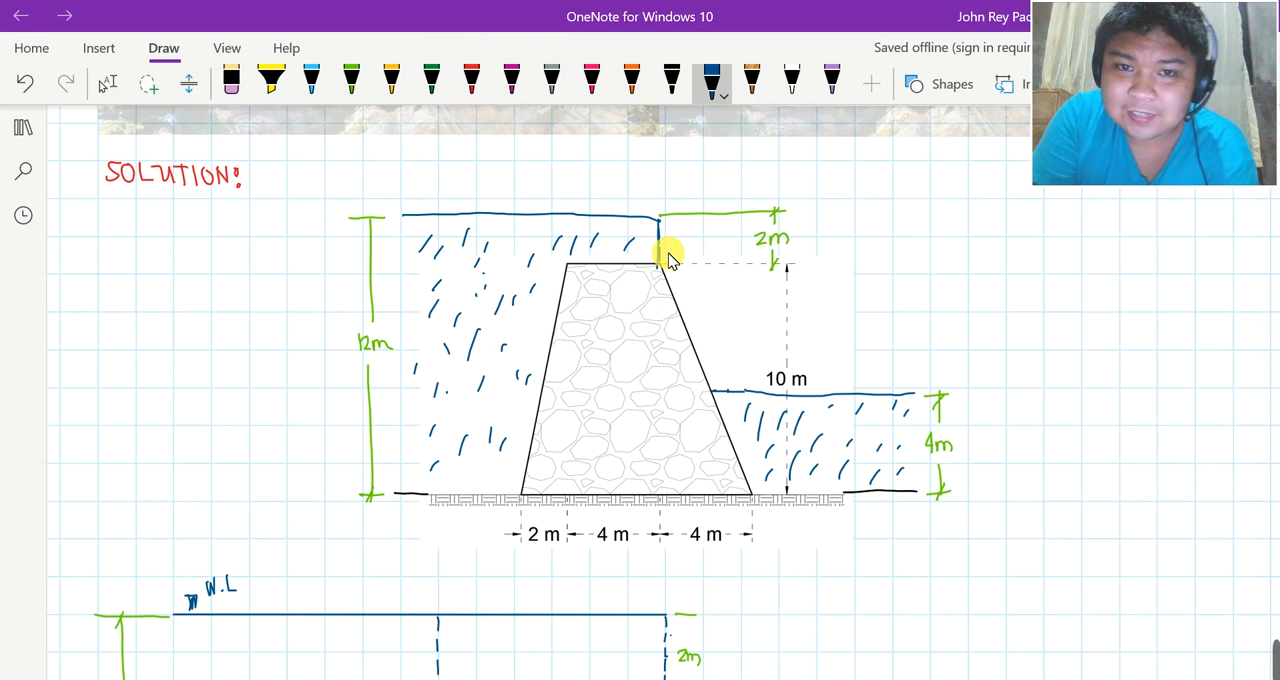 OneNote for Windows 10
John Rey Pac
Home Insert Draw View Help
Saved offline (sign in requir
Shapes
In
SOLUTION:
2m
12m
10 m
4m
2 m 4 m 4 m
W.L
2m